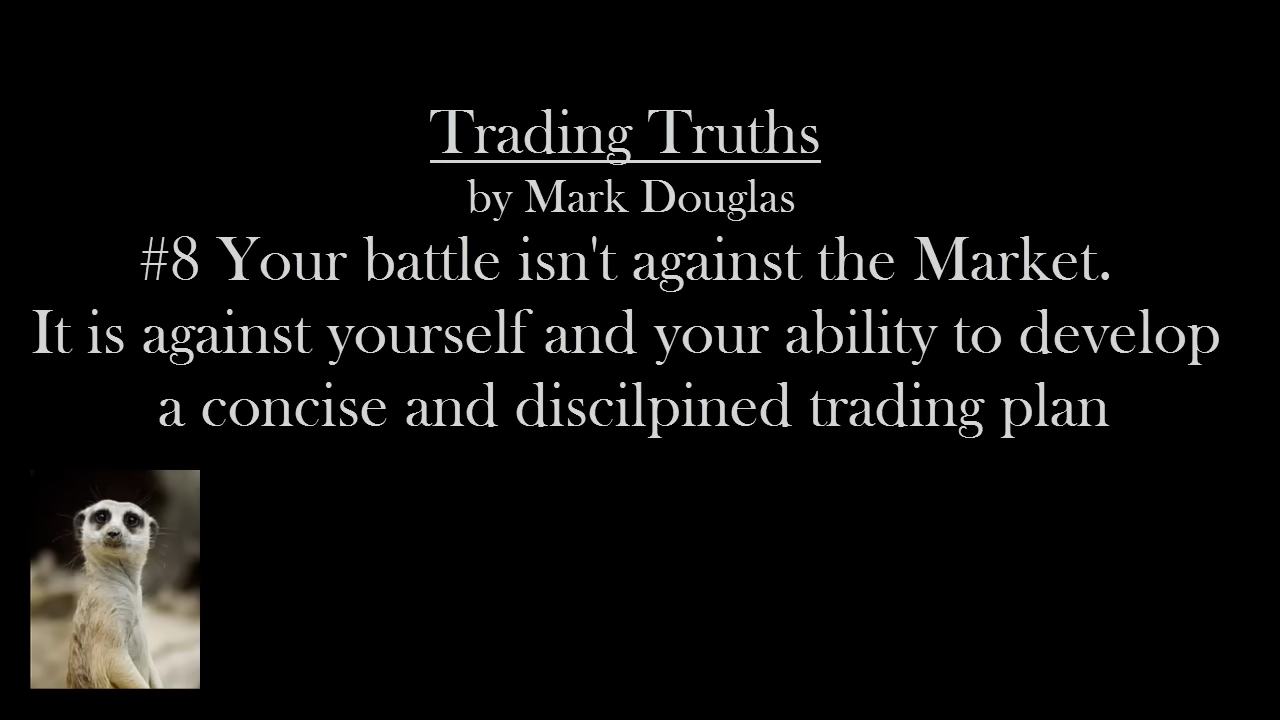 Trading Truths
by Mark Douglas
#8 Your battle isn't against the Market.
It is against yourself and your ability to develop
a concise and discilpined trading plan